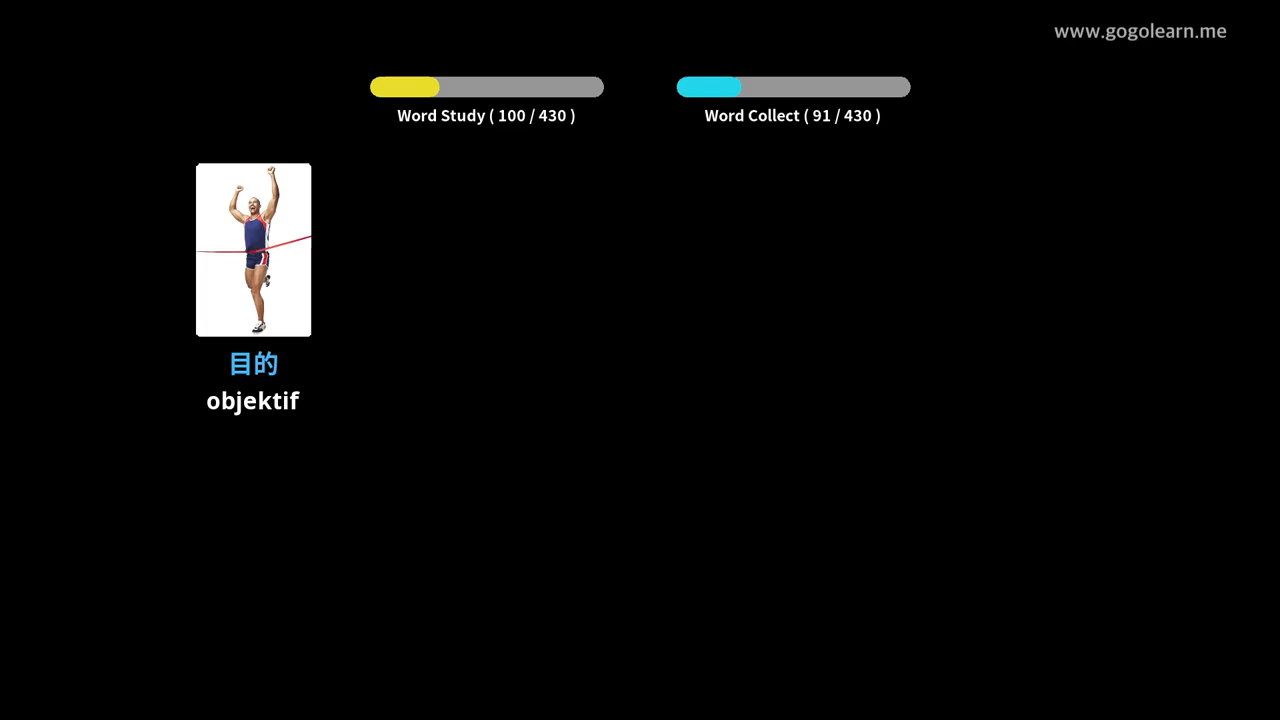 www.gogolearn.me
Word Study ( 100 / 430 )
Word Collect ( 91 / 430 )
目的
objektif